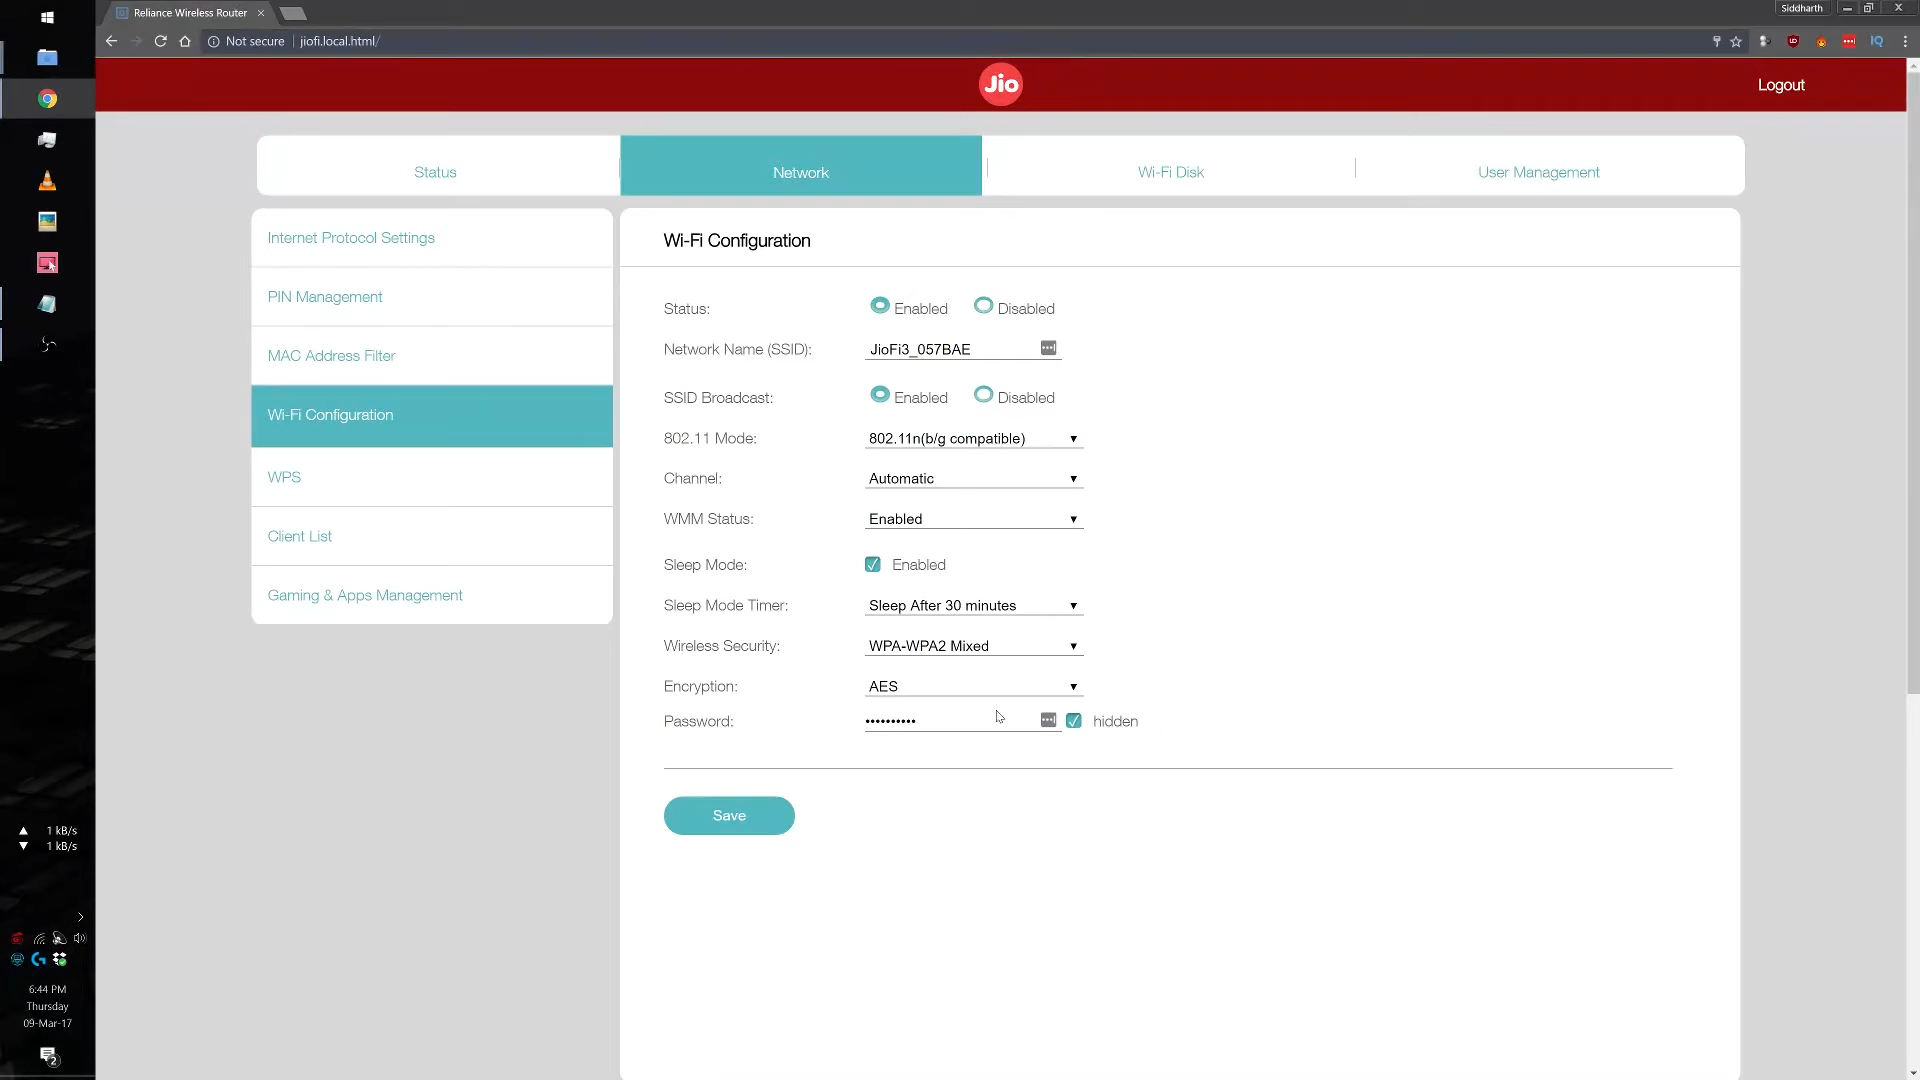 Reliance Wireless Router
Siddharth
Not secure jiofi.local.html/
Jio
Logout
Status
Network
Wi-Fi Disk
User Management
Internet Protocol Settings
PIN Management
MAC Address Filter
Wi-Fi Configuration
WPS
Client List
Gaming & Apps Management
Wi-Fi Configuration
Status: Enabled Disabled
Network Name (SSID): JioFi3_057BAE
SSID Broadcast: Enabled Disabled
802.11 Mode: 802.11n(b/g compatible)
Channel: Automatic
WMM Status: Enabled
Sleep Mode: Enabled
Sleep Mode Timer: Sleep After 30 minutes
Wireless Security: WPA-WPA2 Mixed
Encryption: AES
Password: •••••••••• hidden
Save
1 kB/s
1 kB/s
6:44 PM
Thursday
09-Mar-17
2